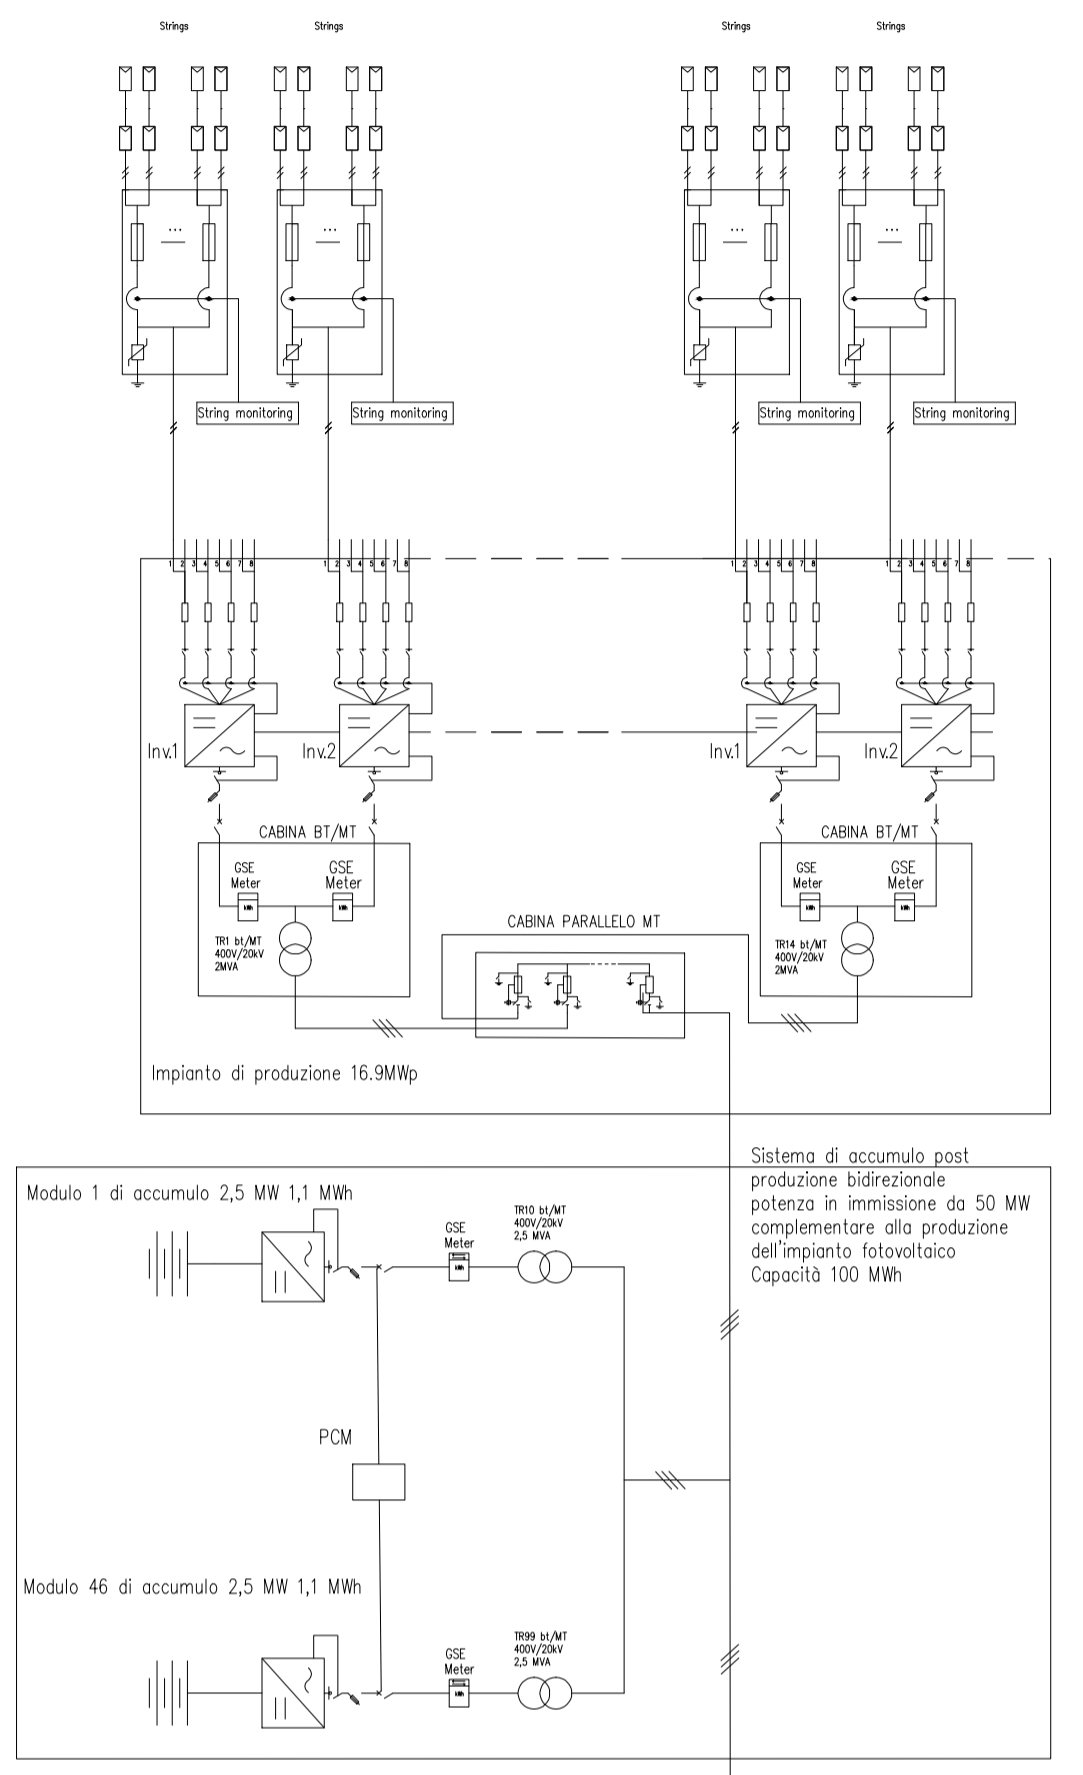 Strings
Strings
Strings
Strings
String monitoring
String monitoring
String monitoring
String monitoring
1 2 3 4 5 6 7 8
1 2 3 4 5 6 7 8
1 2 3 4 5 6 7 8
1 2 3 4 5 6 7 8
Inv.1
Inv.2
Inv.1
Inv.2
CABINA BT/MT
GSE
Meter
kWh
GSE
Meter
kWh
TR1 bt/MT
400V/20kV
2MVA
CABINA PARALLELO MT
CABINA BT/MT
GSE
Meter
kWh
GSE
Meter
kWh
TR14 bt/MT
400V/20kV
2MVA
Impianto di produzione 16.9MWp
Sistema di accumulo post
produzione bidirezionale
potenza in immissione da 50 MW
complementare alla produzione
dell'impianto fotovoltaico
Capacità 100 MWh
Modulo 1 di accumulo 2,5 MW 1,1 MWh
GSE
Meter
kWh
TR10 bt/MT
400V/20kV
2,5 MVA
PCM
Modulo 46 di accumulo 2,5 MW 1,1 MWh
GSE
Meter
kWh
TR99 bt/MT
400V/20kV
2,5 MVA